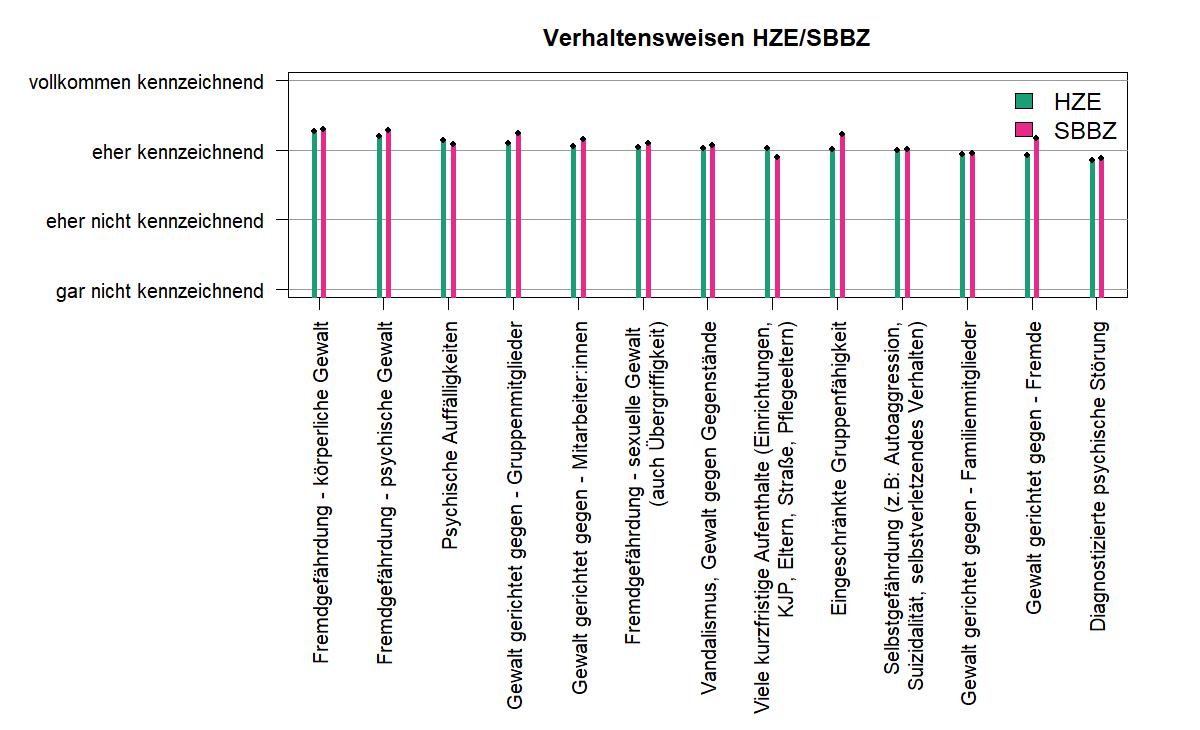 Verhaltensweisen HZE/SBBZ
vollkommen kennzeichnend
eher kennzeichnend
eher nicht kennzeichnend
gar nicht kennzeichnend
HZE
SBBZ
Fremdgefährdung - körperliche Gewalt
Fremdgefährdung - psychische Gewalt
Psychische Auffälligkeiten
Gewalt gerichtet gegen - Gruppenmitglieder
Gewalt gerichtet gegen - Mitarbeiter:innen
Fremdgefährdung - sexuelle Gewalt
(auch Übergriffigkeit)
Vandalismus, Gewalt gegen Gegenstände
Viele kurzfristige Aufenthalte (Einrichtungen,
KJP, Eltern, Straße, Pflegeeltern)
Eingeschränkte Gruppenfähigkeit
Selbstgefährdung (z.B: Autoaggression,
Suizidalität, selbstverletzendes Verhalten)
Gewalt gerichtet gegen - Familienmitglieder
Gewalt gerichtet gegen - Fremde
Diagnostizierte psychische Störung